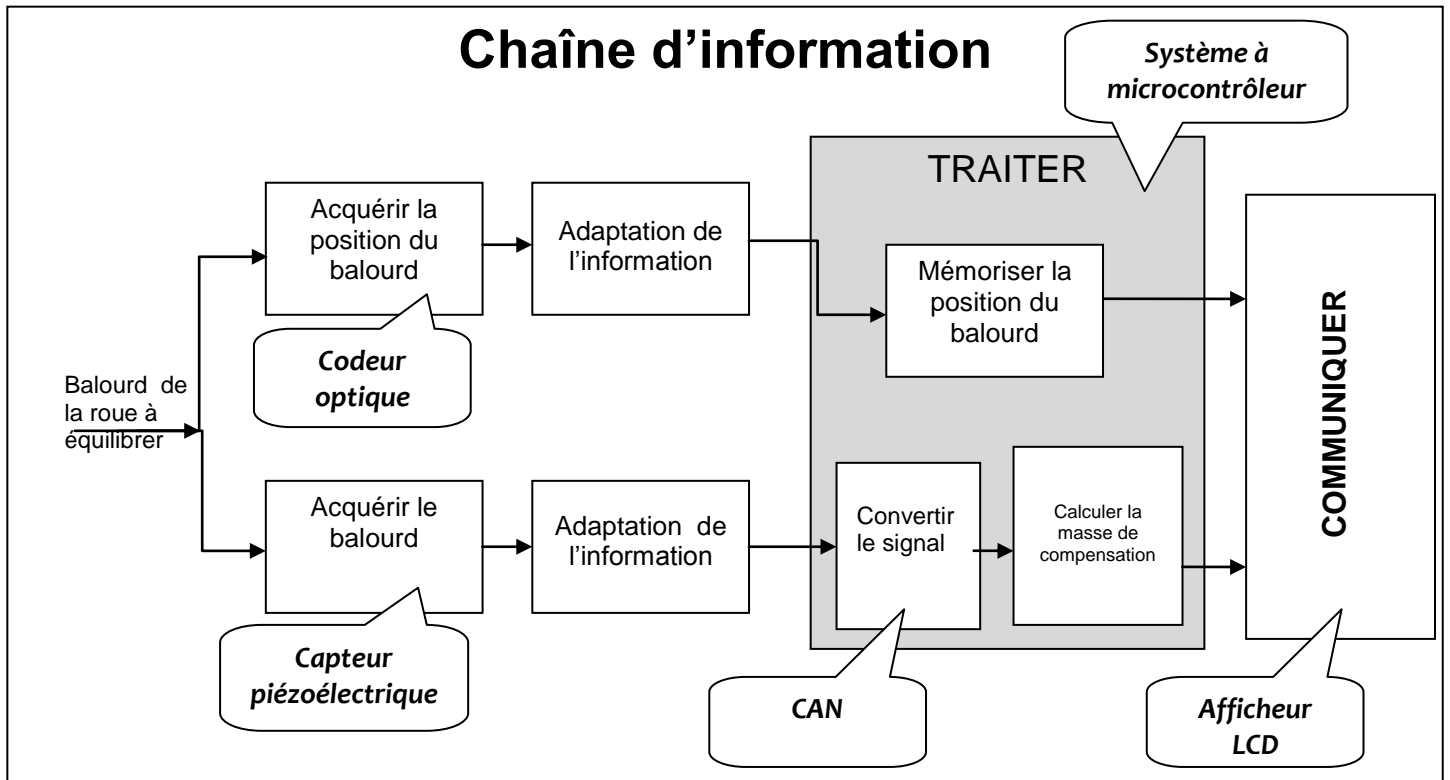 Chaîne d’information
Système à
microcontrôleur
TRAITER
Acquérir la
position du
balourd
Adaptation de
l’information
Mémoriser la
position du
balourd
COMMUNIQUER
Codeur
optique
Balourd de
la roue à
équilibrer
Acquérir le
balourd
Adaptation de
l’information
Convertir
le signal
Calculer la
masse de
compensation
Capteur
piézoélectrique
CAN
Afficheur
LCD